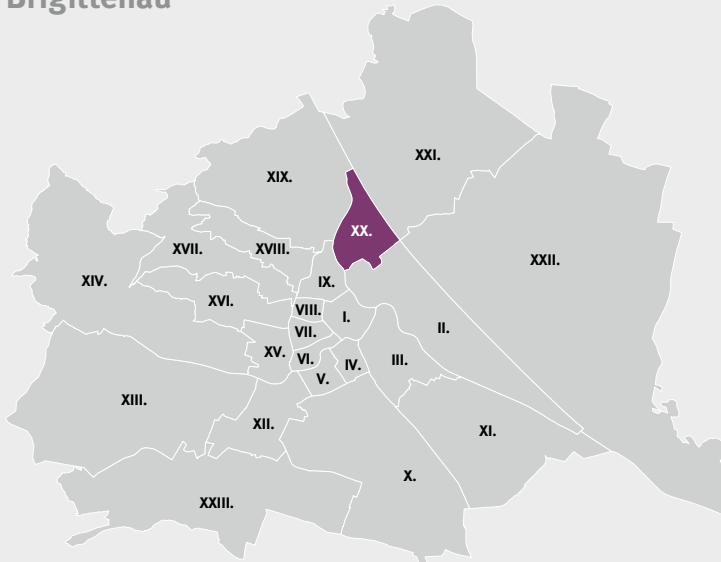 Brigittenau
XXI.
XIX.
XX.
XVII.
XVIII.
XXII.
XIV.
IX.
XVI.
VIII.
I.
II.
VII.
XV.
VI.
IV.
III.
V.
XIII.
XII.
XI.
X.
XXIII.